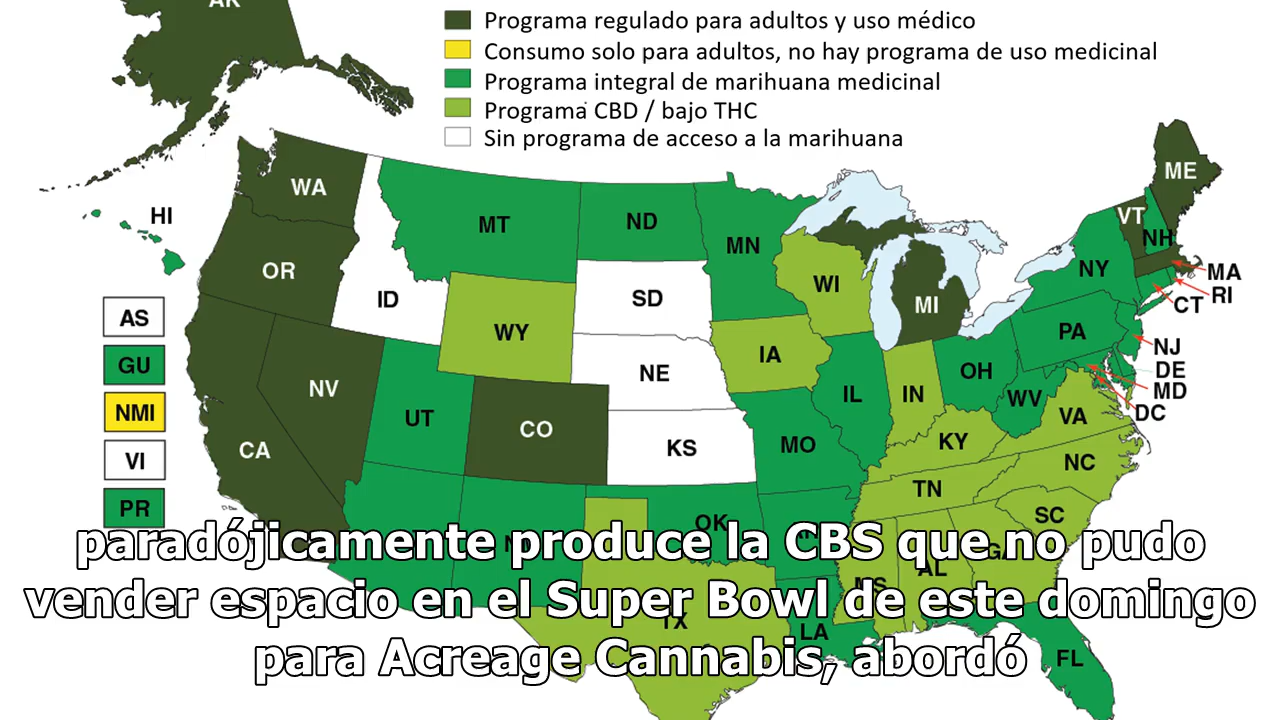 AK
Programa regulado para adultos y uso médico
Consumo solo para adultos, no hay programa de uso medicinal
Programa integral de marihuana medicinal
Programa CBD / bajo THC
Sin programa de acceso a la marihuana
WA
MT
ND
MN
ME
VT
NH
HI
OR
ID
SD
WI
NY
MA
RI
CT
AS
WY
MI
PA
NJ
GU
NV
NE
IA
OH
DE
MD
DC
NMI
UT
CO
IL
IN
WV
VA
CA
KS
MO
KY
NC
VI
TN
PR
OK
SC
GA
MS
AL
TX
LA
FL
paradójicamente produce la CBS que no pudo
vender espacio en el Super Bowl de este domingo
para Acreage Cannabis, abordó